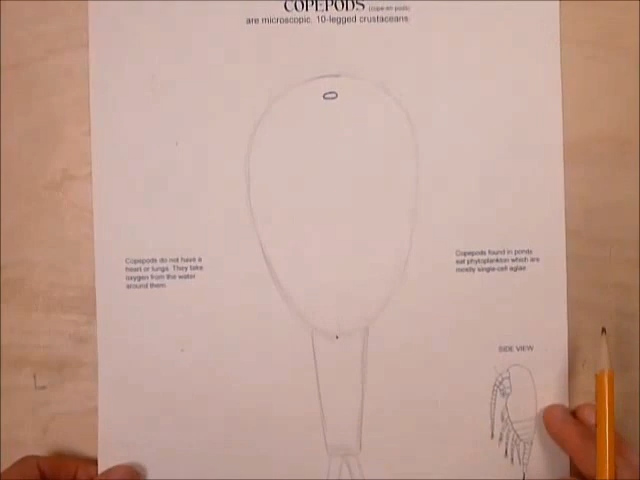 COPEPODS (cope-eh-pods)
are microscopic, 10-legged crustaceans.
Copepods do not have a
heart or lungs. They take
oxygen from the water
around them.
Copepods found in ponds
eat phytoplankton which are
mostly single-cell aglae.
SIDE VIEW